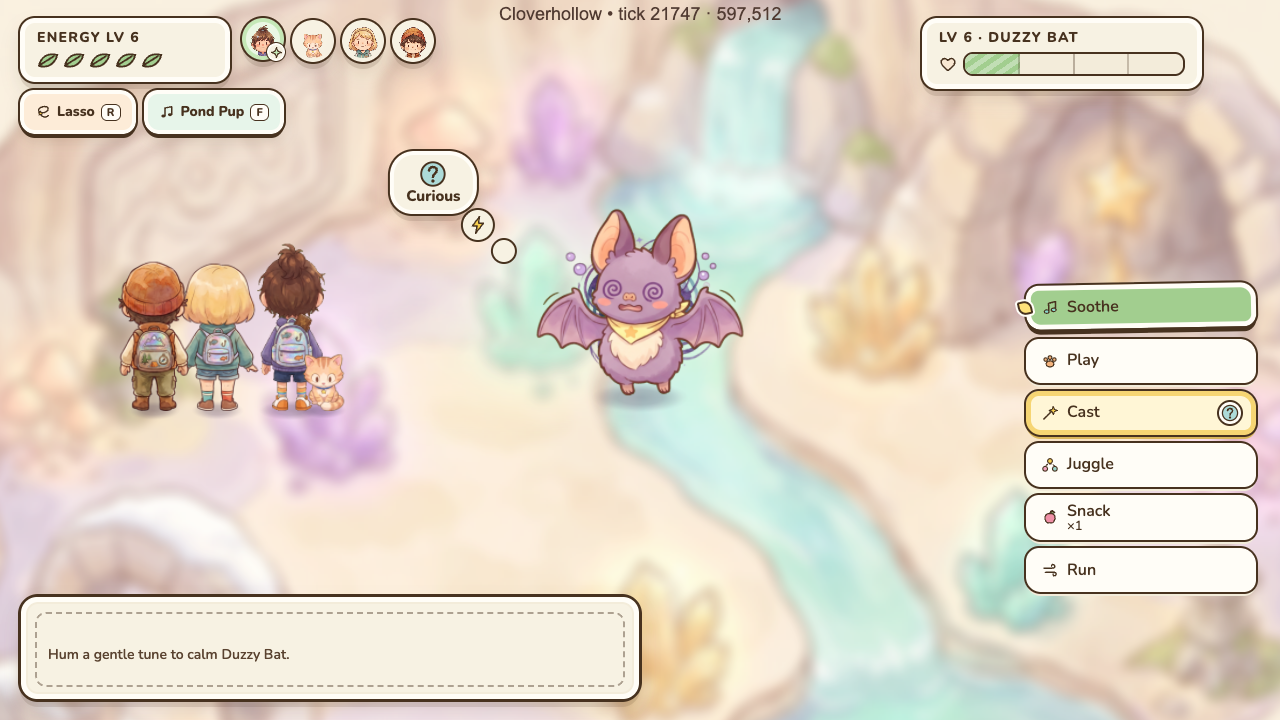 Cloverhollow • tick 21747 · 597,512
ENERGY LV 6
LV 6 · DUZZY BAT
Lasso R
Pond Pup F
?
Curious
Soothe
Play
Cast ?
Juggle
Snack
×1
Run
Hum a gentle tune to calm Duzzy Bat.